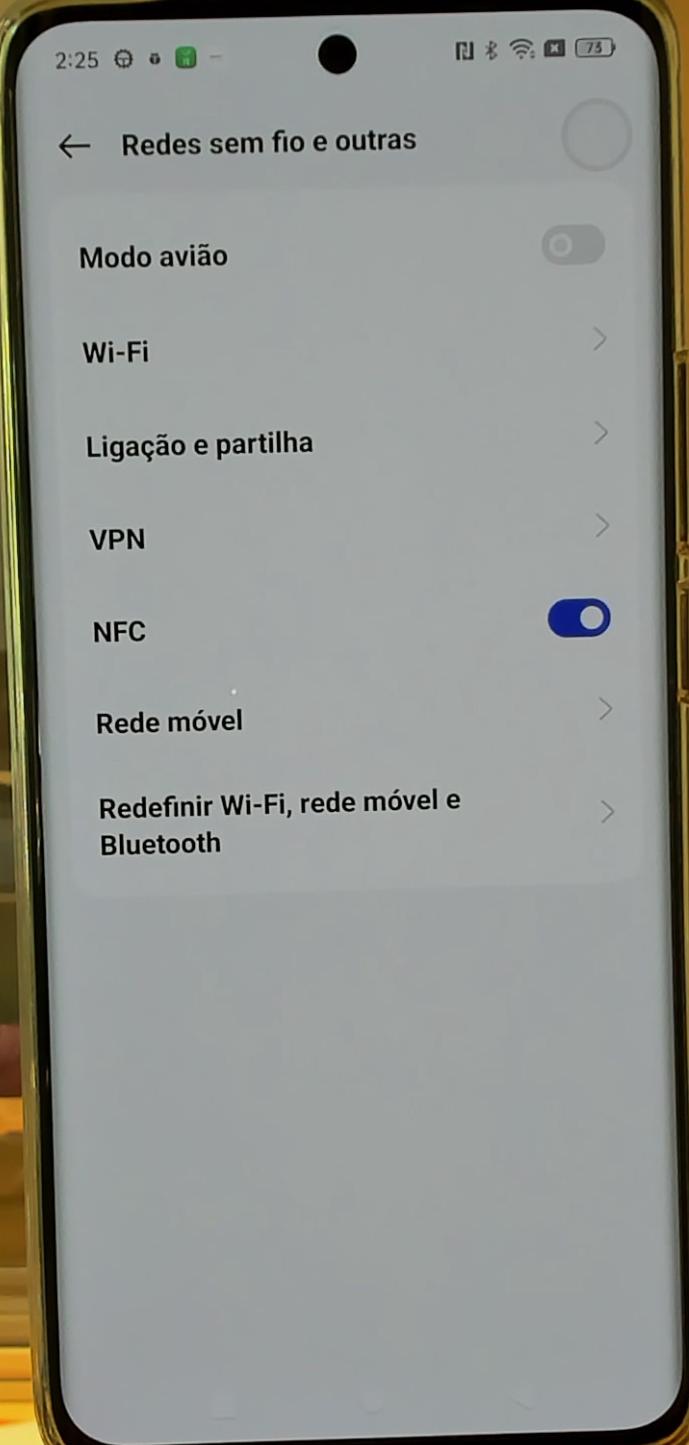 2:25
73
Redes sem fio e outras
Modo avião
Wi-Fi
Ligação e partilha
VPN
NFC
Rede móvel
Redefinir Wi-Fi, rede móvel e
Bluetooth